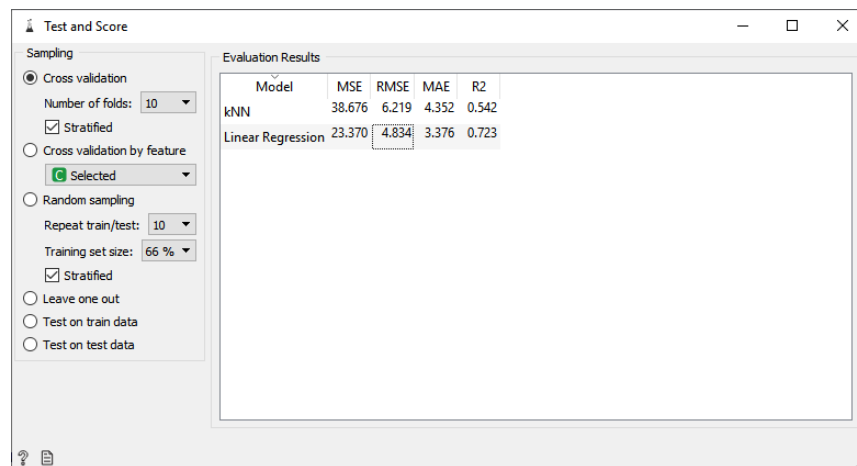 Test and Score
Sampling
Cross validation
Number of folds: 10
Stratified
Cross validation by feature
C Selected
Random sampling
Repeat train/test: 10
Training set size: 66 %
Stratified
Leave one out
Test on train data
Test on test data
Evaluation Results
Model MSE RMSE MAE R2
kNN 38.676 6.219 4.352 0.542
Linear Regression 23.370 4.834 3.376 0.723
?